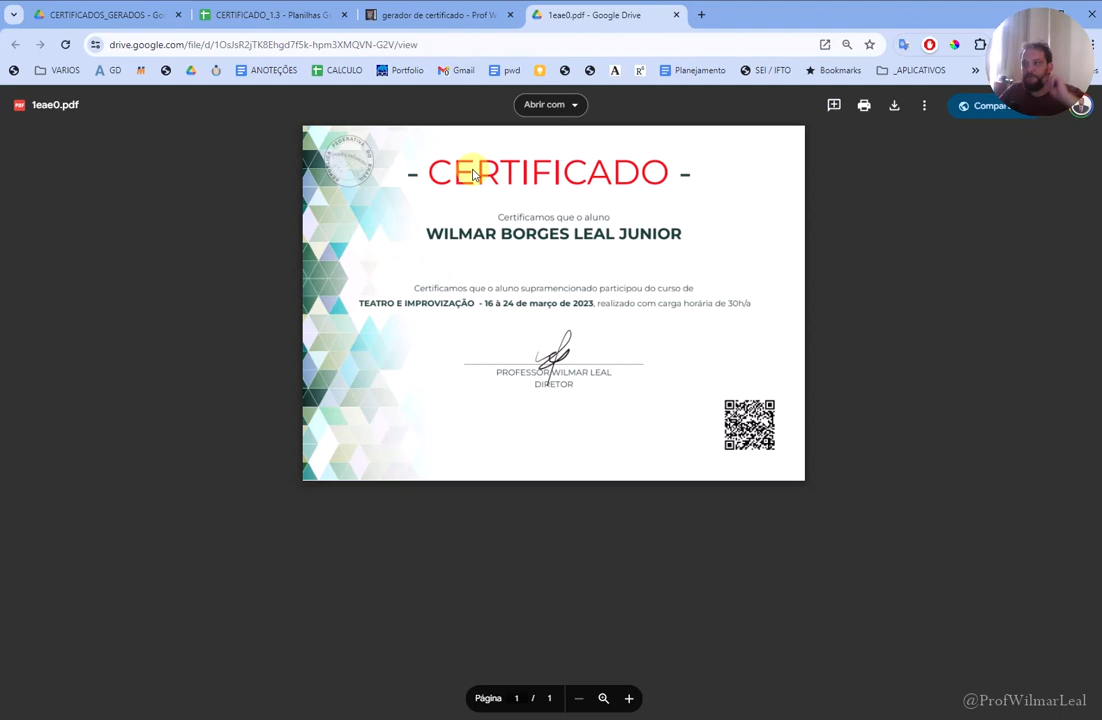 CERTIFICADOS_GERADOS - Goo
CERTIFICADO_1.3 - Planilhas Go
gerador de certificado - Prof W
1eae0.pdf - Google Drive
drive.google.com/file/d/1OsJsR2jTK8Ehgd7f5k-hpm3XMQVN-G2V/view
VARIOS
GD
ANOTEÇÕES
CALCULO
Portfolio
Gmail
pwd
Planejamento
SEI / IFTO
Bookmarks
_APLICATIVOS
1eae0.pdf
Abrir com
Compar
- CERTIFICADO -
Certificamos que o aluno
WILMAR BORGES LEAL JUNIOR
Certificamos que o aluno supramencionado participou do curso de
TEATRO E IMPROVIZAÇÃO - 16 à 24 de março de 2023, realizado com carga horária de 30h/a
PROFESSOR WILMAR LEAL
DIRETOR
Página 1 / 1
@ProfWilmarLeal